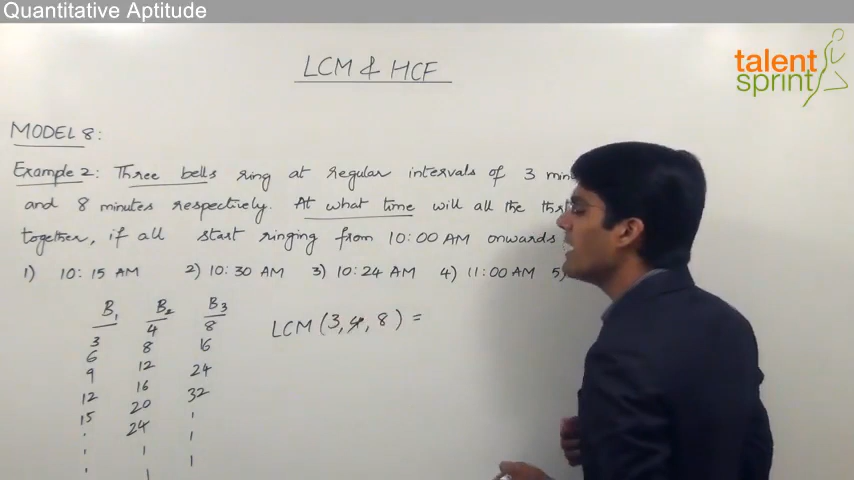 Quantitative Aptitude
talent
sprint
LCM & HCF
MODEL 8:
Example 2: Three bells ring at regular intervals of 3
and 8 minutes respectively. At what time will all the
together, if all start ringing from 10:00 AM onwards
1) 10:15 AM 2) 10:30 AM 3) 10:24 AM 4) 11:00 AM 5)
B1 B2 B3
3 4 8
6 8 16
9 12 24
12 16 32
15 20
24
LCM (3, 4, 8) =